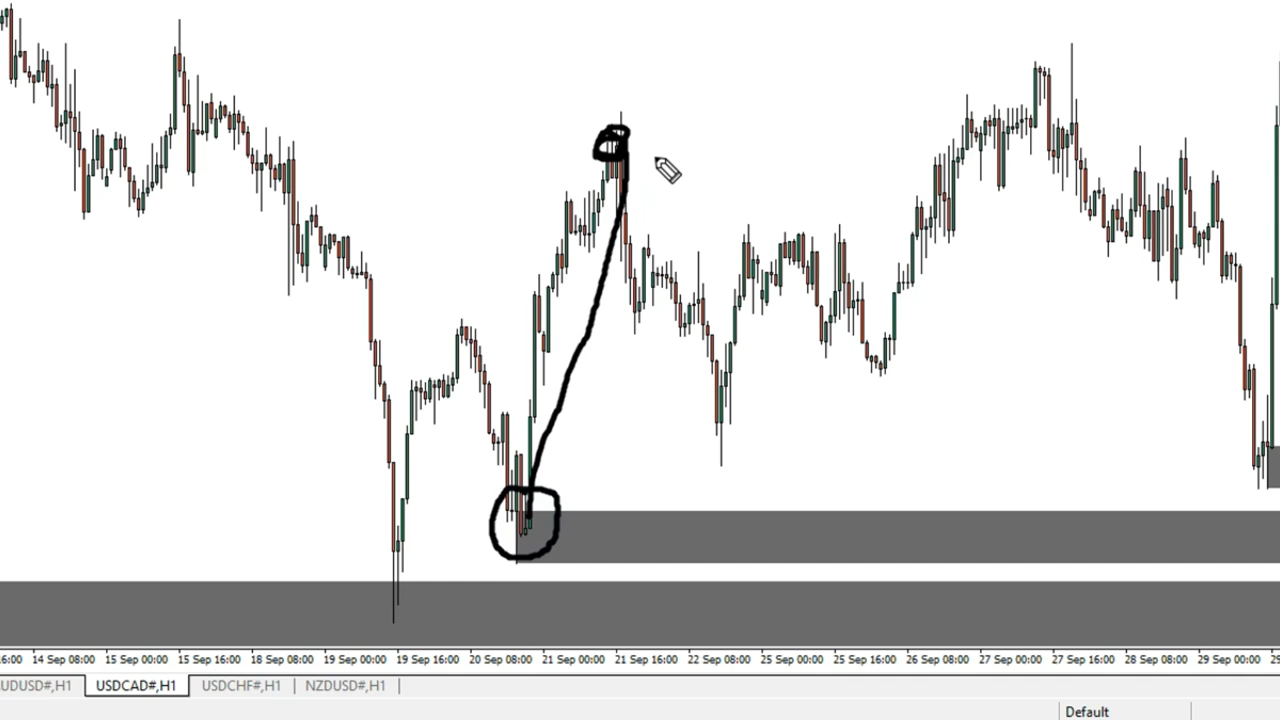 16:00 14 Sep 08:00 15 Sep 00:00 15 Sep 16:00 18 Sep 08:00 19 Sep 00:00 19 Sep 16:00 20 Sep 08:00 21 Sep 00:00 21 Sep 16:00 22 Sep 08:00 25 Sep 00:00 25 Sep 16:00 26 Sep 08:00 27 Sep 00:00 27 Sep 16:00 28 Sep 08:00 29 Sep 00:00 29
UDUSD#,H1 USDCAD#,H1 USDCHF#,H1 NZDUSD#,H1
Default